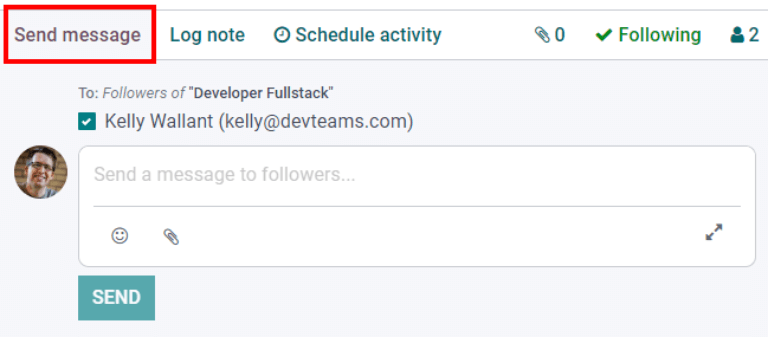 Send message Log note Schedule activity 0 Following 2
To: Followers of "Developer Fullstack"
Kelly Wallant (kelly@devteams.com)
Send a message to followers...
SEND